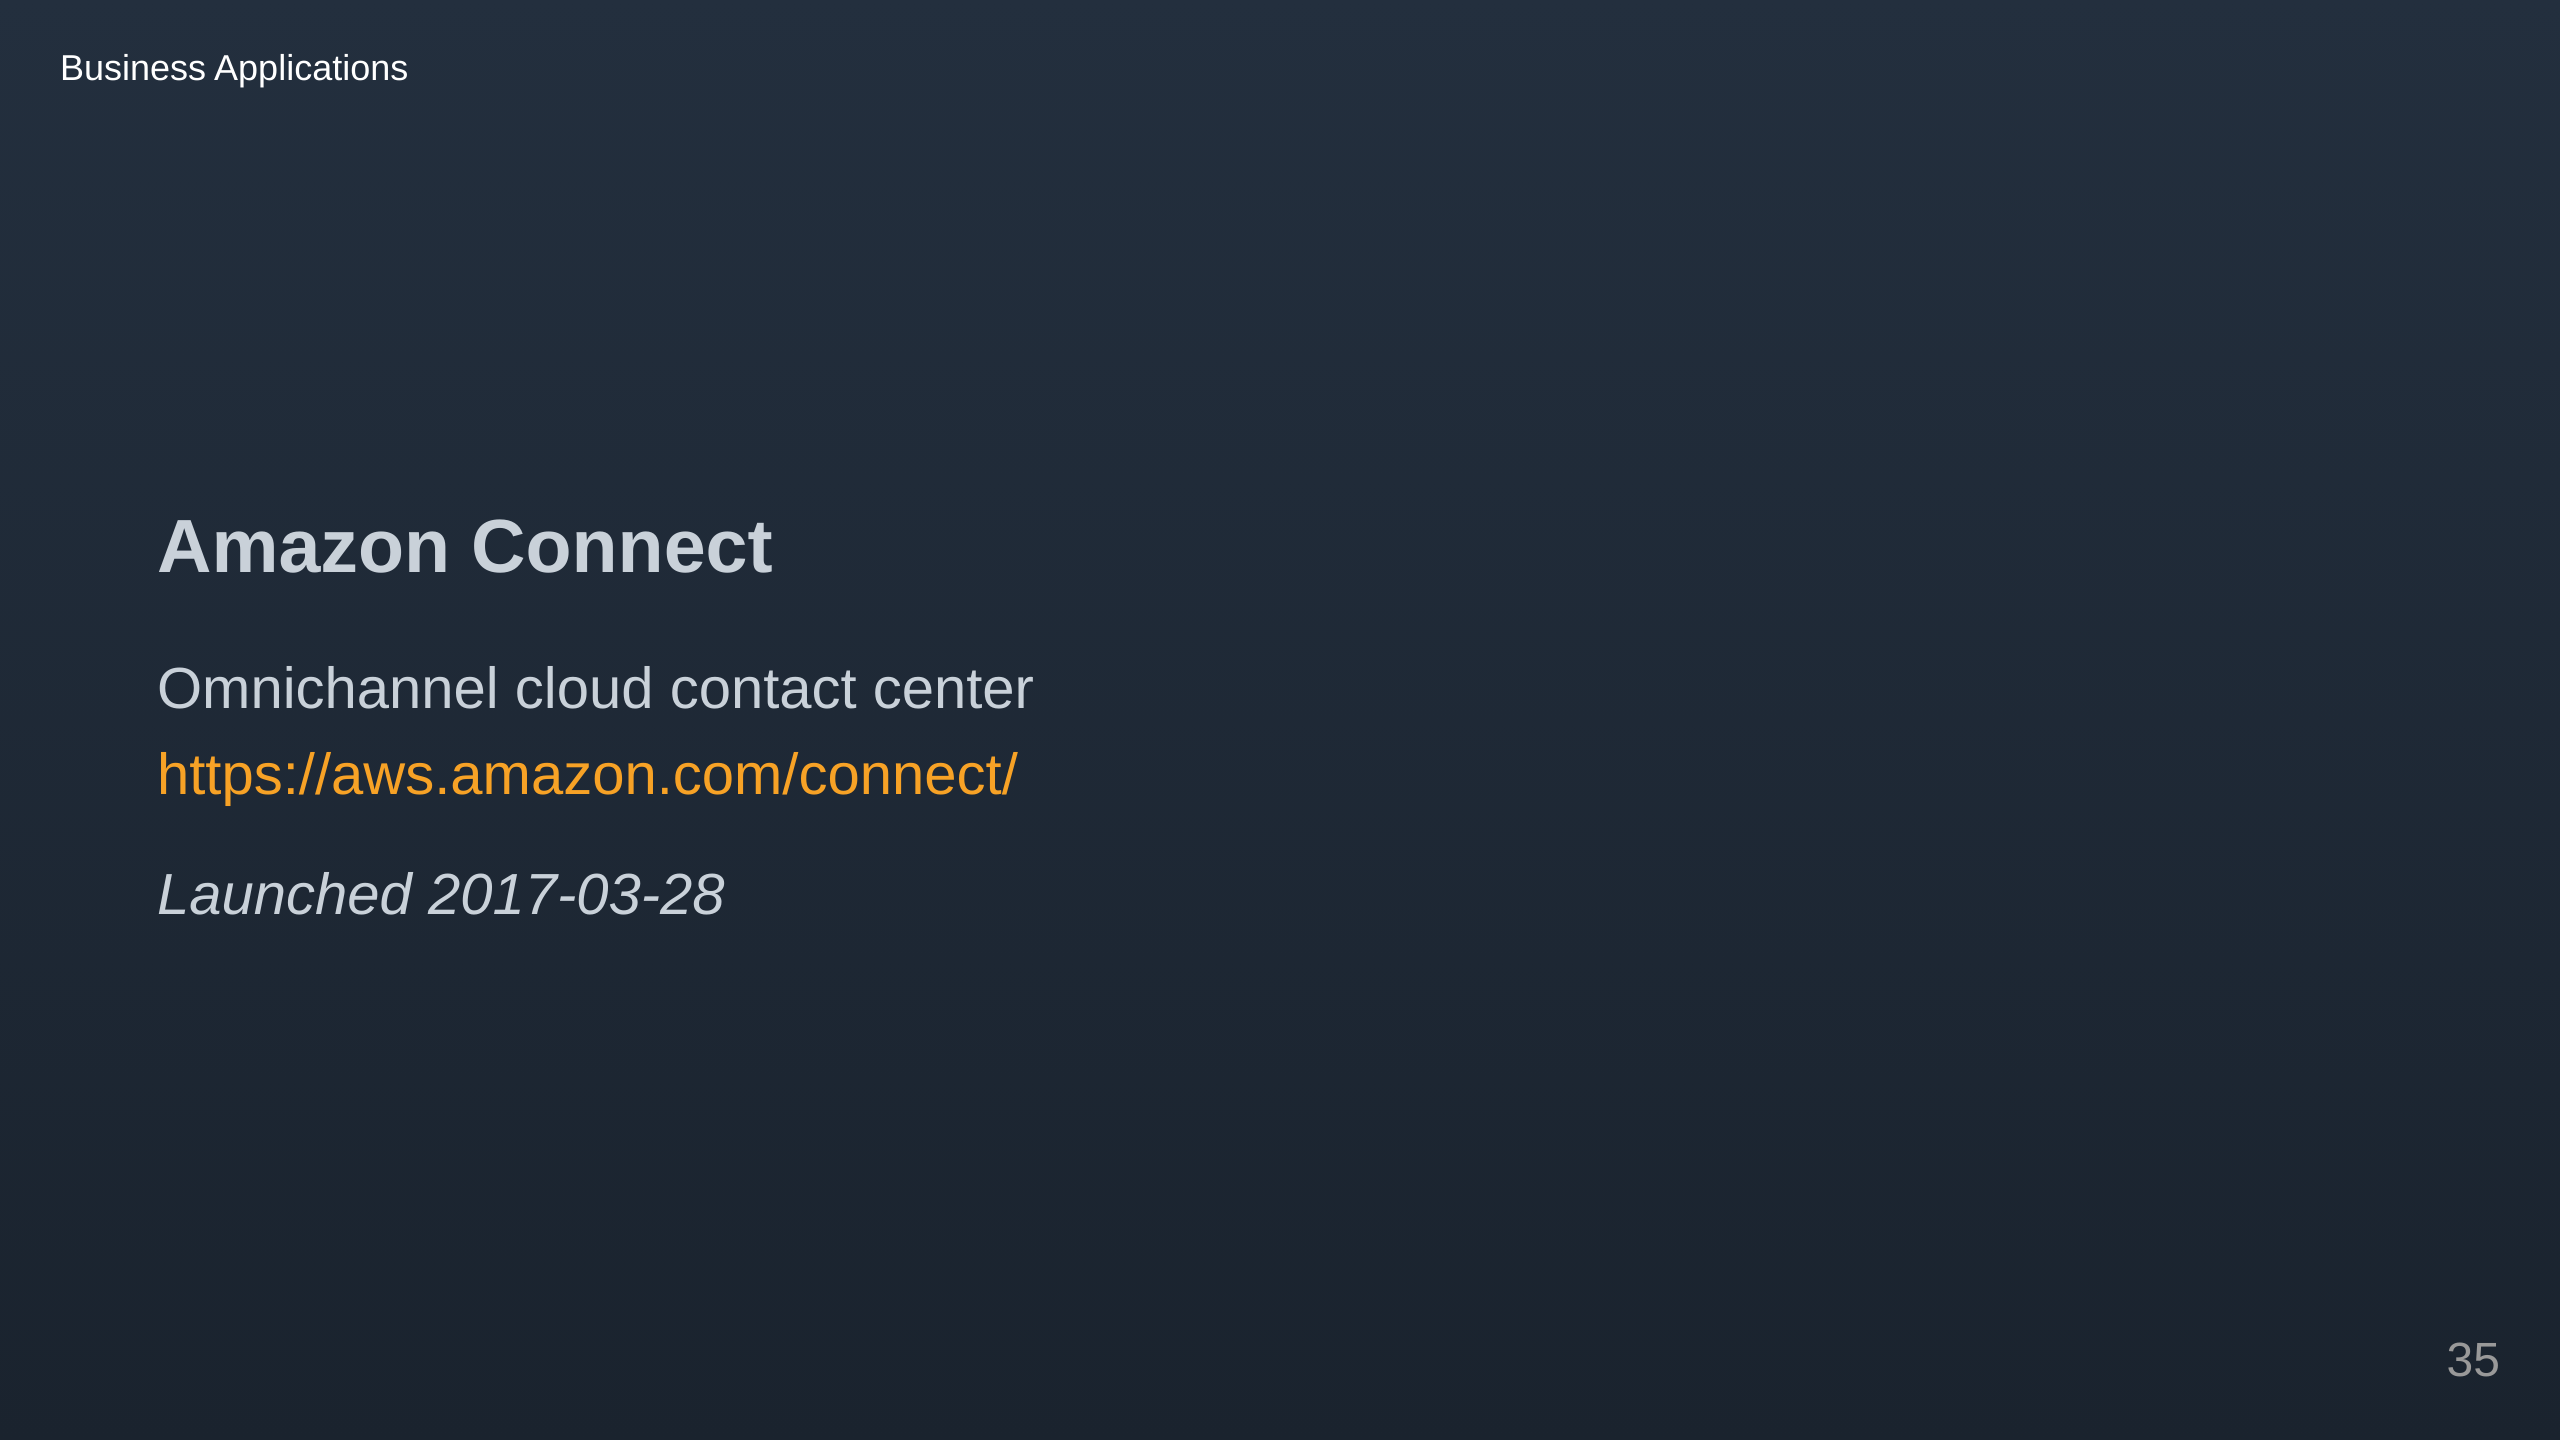 Business Applications
Amazon Connect
Omnichannel cloud contact center
https://aws.amazon.com/connect/
Launched 2017-03-28
35